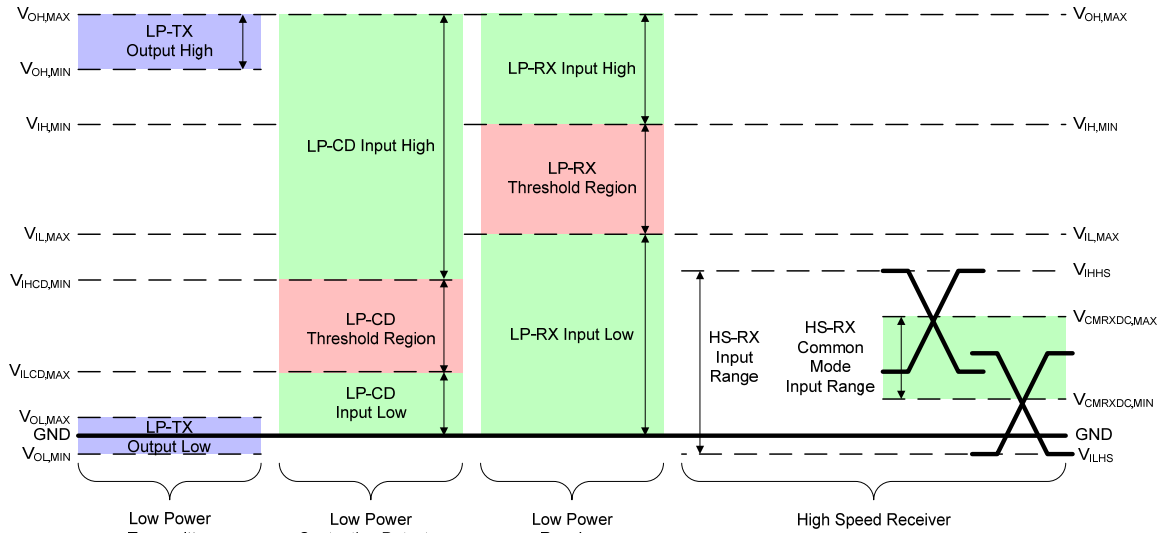 VOH,MAX
LP-TX
Output High
VOH,MIN
VIH,MIN
VIL,MAX
VIHCD,MIN
VILCD,MAX
VOL,MAX
GND
VOL,MIN
LP-TX
Output Low
LP-CD Input High
LP-CD
Threshold Region
LP-CD
Input Low
LP-RX Input High
LP-RX
Threshold Region
LP-RX Input Low
HS-RX
Input
Range
HS-RX
Common
Mode
Input Range
VOH,MAX
VIH,MIN
VIL,MAX
VIHHS
VCMRXDC,MAX
VCMRXDC,MIN
GND
VILHS
Low Power
Low Power
Low Power
High Speed Receiver